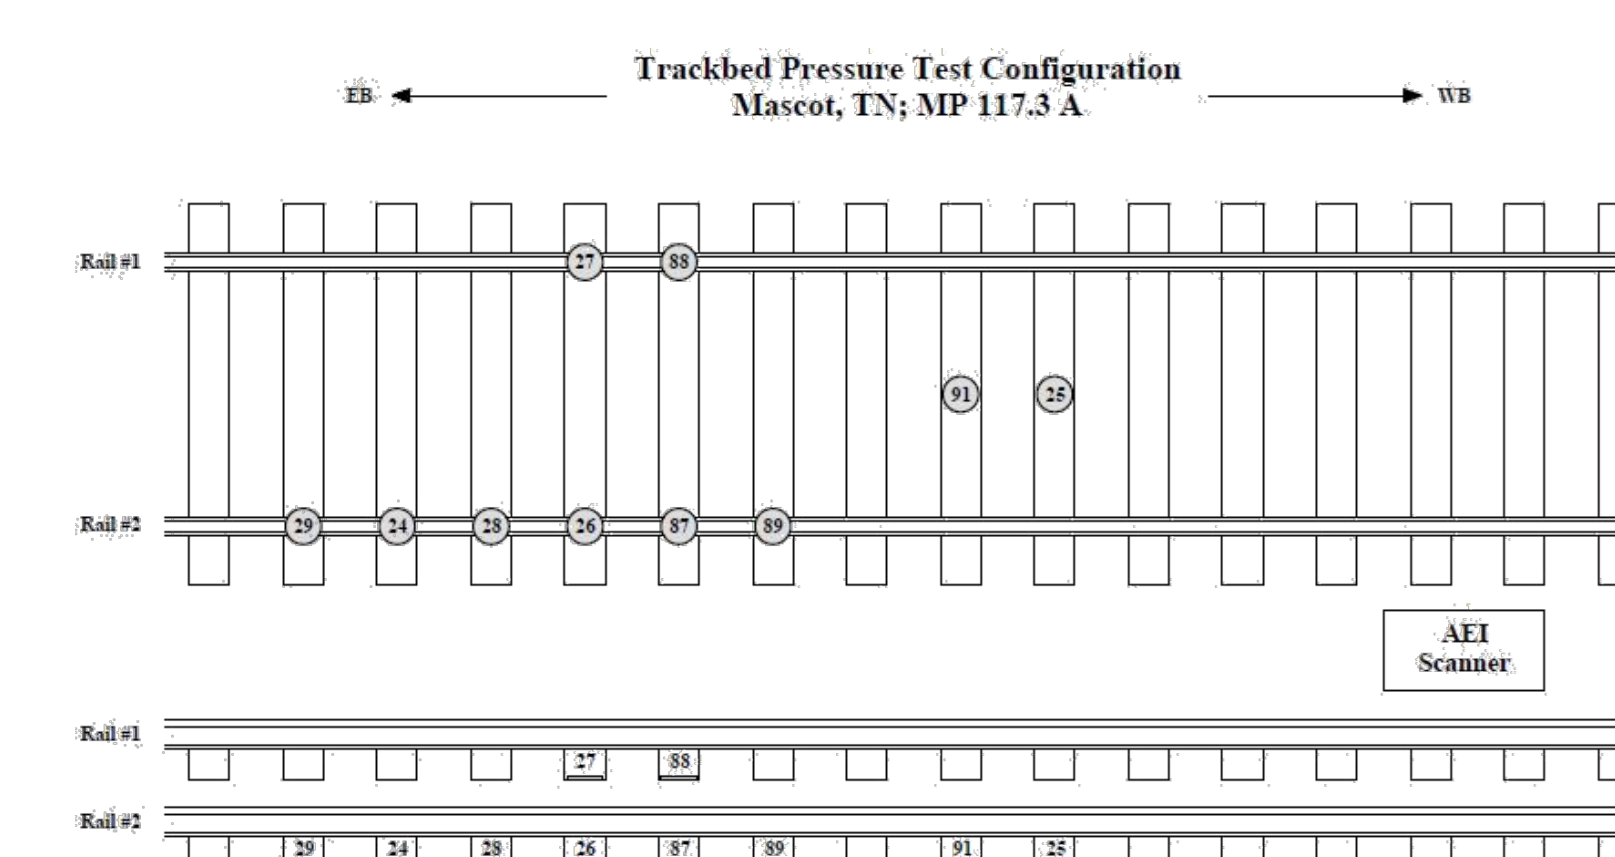 Trackbed Pressure Test Configuration
EB
Mascot, TN; MP 117.3 A
WB
Rail #1
27 88
91 25
Rail #2
29 24 28 26 87 89
AEI
Scanner
Rail #1
27 88
Rail #2
29 24 28 26 87 89 91 25